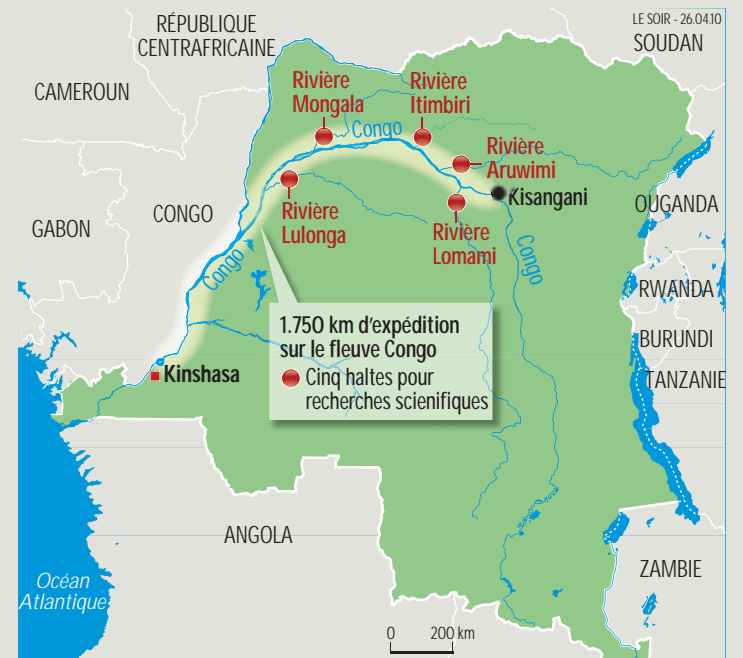 LE SOIR - 26.04.10
RÉPUBLIQUE
CENTRAFRICAINE
SOUDAN
CAMEROUN
Rivière
Mongala
Rivière
Itimbiri
Congo
Rivière
Aruwimi
Kisangani
OUGANDA
CONGO
GABON
Rivière
Lulonga
Rivière
Lomami
Congo
Congo
RWANDA
1.750 km d'expédition
sur le fleuve Congo
Cinq haltes pour
recherches scienifiques
BURUNDI
TANZANIE
Kinshasa
ANGOLA
ZAMBIE
Océan
Atlantique
0 200 km